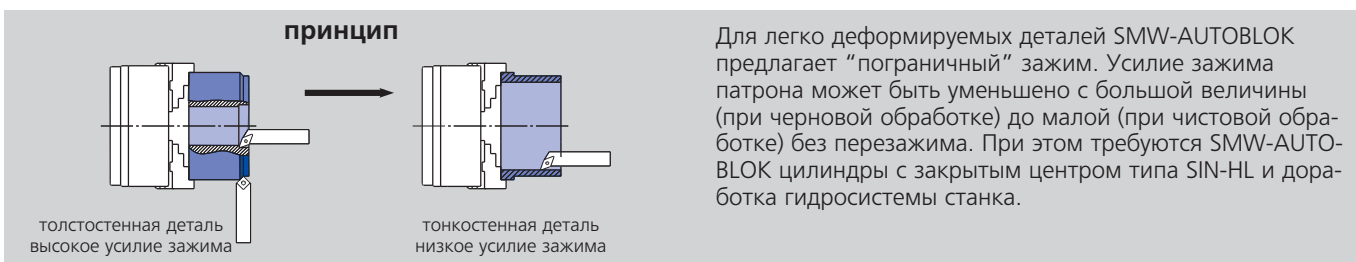 принцип
толстостенная деталь
высокое усилие зажима
тонкостенная деталь
низкое усилие зажима
Для легко деформируемых деталей SMW-AUTOBLOK
предлагает “пограничный” зажим. Усилие зажима
патрона может быть уменьшено с большой величины
(при черновой обработке) до малой (при чистовой обра-
ботке) без перезажима. При этом требуются SMW-AUTO-
BLOK цилиндры с закрытым центром типа SIN-HL и дора-
ботка гидросистемы станка.